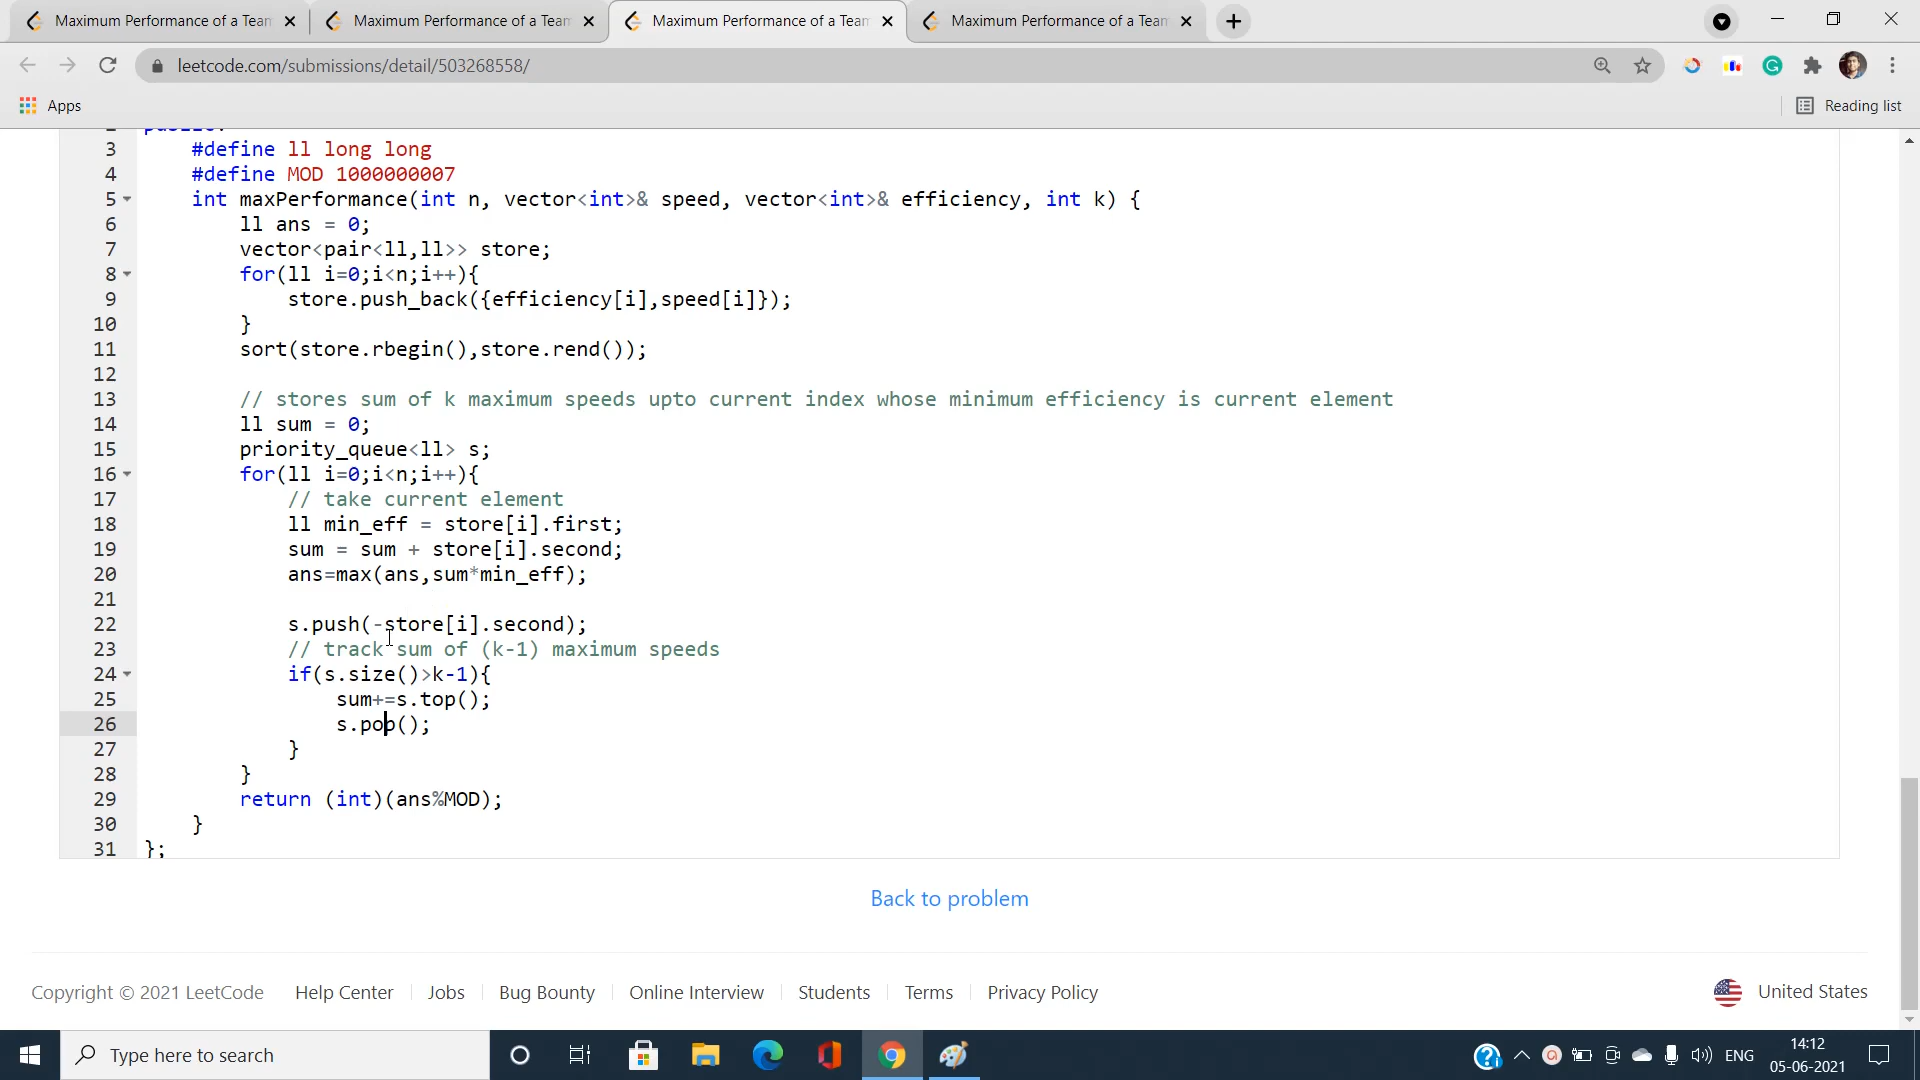 Maximum Performance of a Team
Maximum Performance of a Team
Maximum Performance of a Team
Maximum Performance of a Team
leetcode.com/submissions/detail/503268558/
Apps
Reading list
2 public:
3 #define ll long long
4 #define MOD 1000000007
5 int maxPerformance(int n, vector<int>& speed, vector<int>& efficiency, int k) {
6 ll ans = 0;
7 vector<pair<ll,ll>> store;
8 for(ll i=0;i<n;i++){
9 store.push_back({efficiency[i],speed[i]});
10 }
11 sort(store.rbegin(),store.rend());
12
13 // stores sum of k maximum speeds upto current index whose minimum efficiency is current element
14 ll sum = 0;
15 priority_queue<ll> s;
16 for(ll i=0;i<n;i++){
17 // take current element
18 ll min_eff = store[i].first;
19 sum = sum + store[i].second;
20 ans=max(ans,sum*min_eff);
21
22 s.push(-store[i].second);
23 // track sum of (k-1) maximum speeds
24 if(s.size()>k-1){
25 sum+=s.top();
26 s.pop();
27 }
28 }
29 return (int)(ans%MOD);
30 }
31 };
Back to problem
Copyright © 2021 LeetCode Help Center Jobs Bug Bounty Online Interview Students Terms Privacy Policy United States
Type here to search
ENG
14:12
05-06-2021